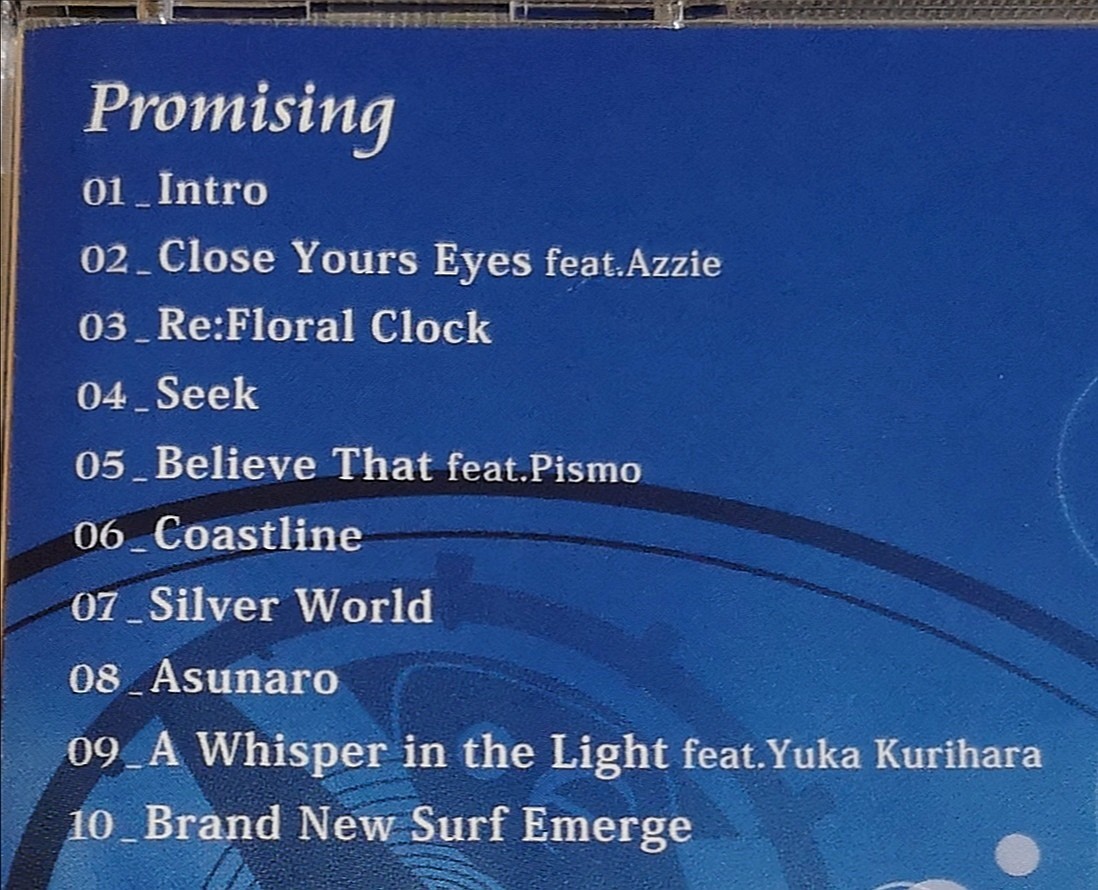 Promising
01_Intro
02_Close Yours Eyes feat.Azzie
03_Re:Floral Clock
04_Seek
05_Believe That feat.Pismo
06_Coastline
07_Silver World
08_Asunaro
09_A Whisper in the Light feat.Yuka Kurihara
10_Brand New Surf Emerge